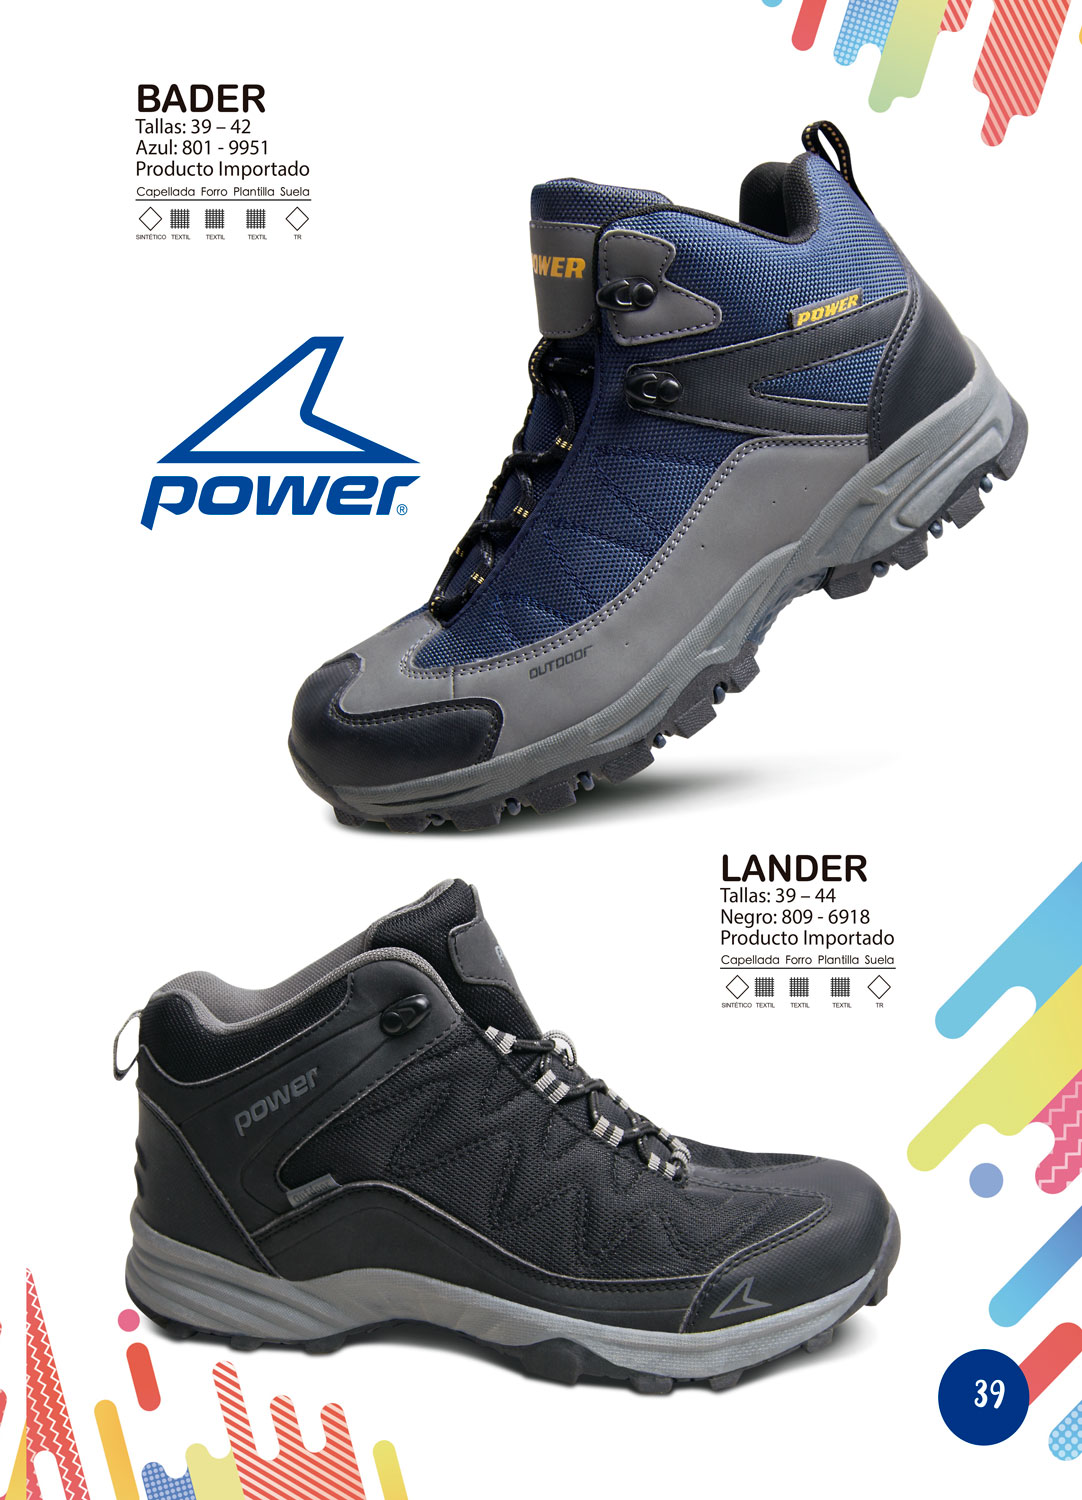 BADER
Tallas: 39 – 42
Azul: 801 - 9951
Producto Importado
Capellada Forro Plantilla Suela
SINTÉTICO TEXTIL TEXTIL TEXTIL TR
POWER
POWER
power®
OUTDOOR
LANDER
Tallas: 39 – 44
Negro: 809 - 6918
Producto Importado
Capellada Forro Plantilla Suela
SINTÉTICO TEXTIL TEXTIL TEXTIL TR
power
power
39